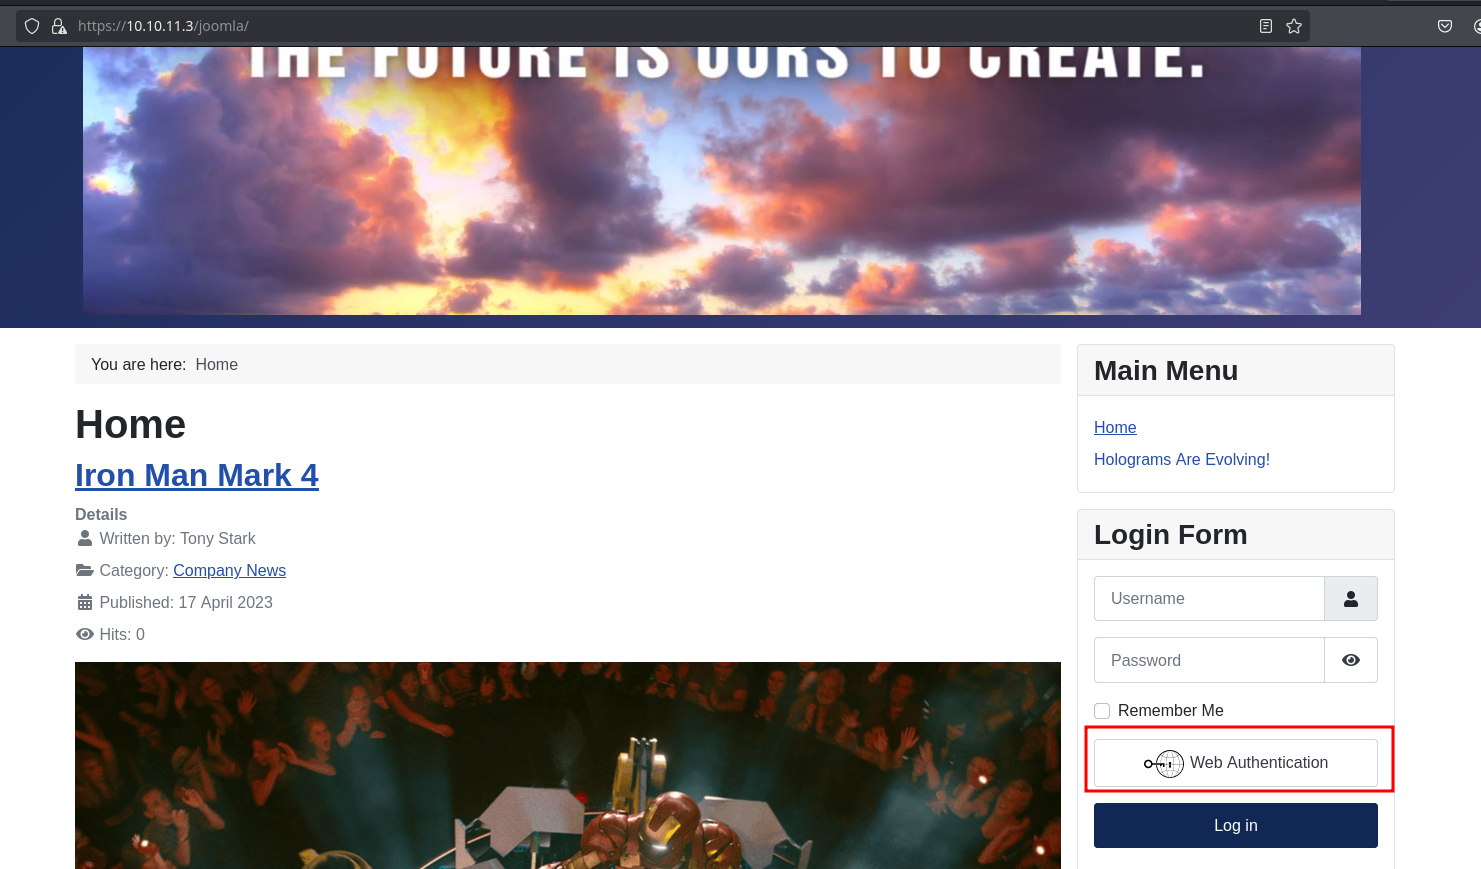 https://10.10.11.3/joomla/
THE FUTURE IS OURS TO CREATE.
You are here: Home
Home
Iron Man Mark 4
Details
Written by: Tony Stark
Category: Company News
Published: 17 April 2023
Hits: 0
Main Menu
Home
Holograms Are Evolving!
Login Form
Username
Password
Remember Me
Web Authentication
Log in